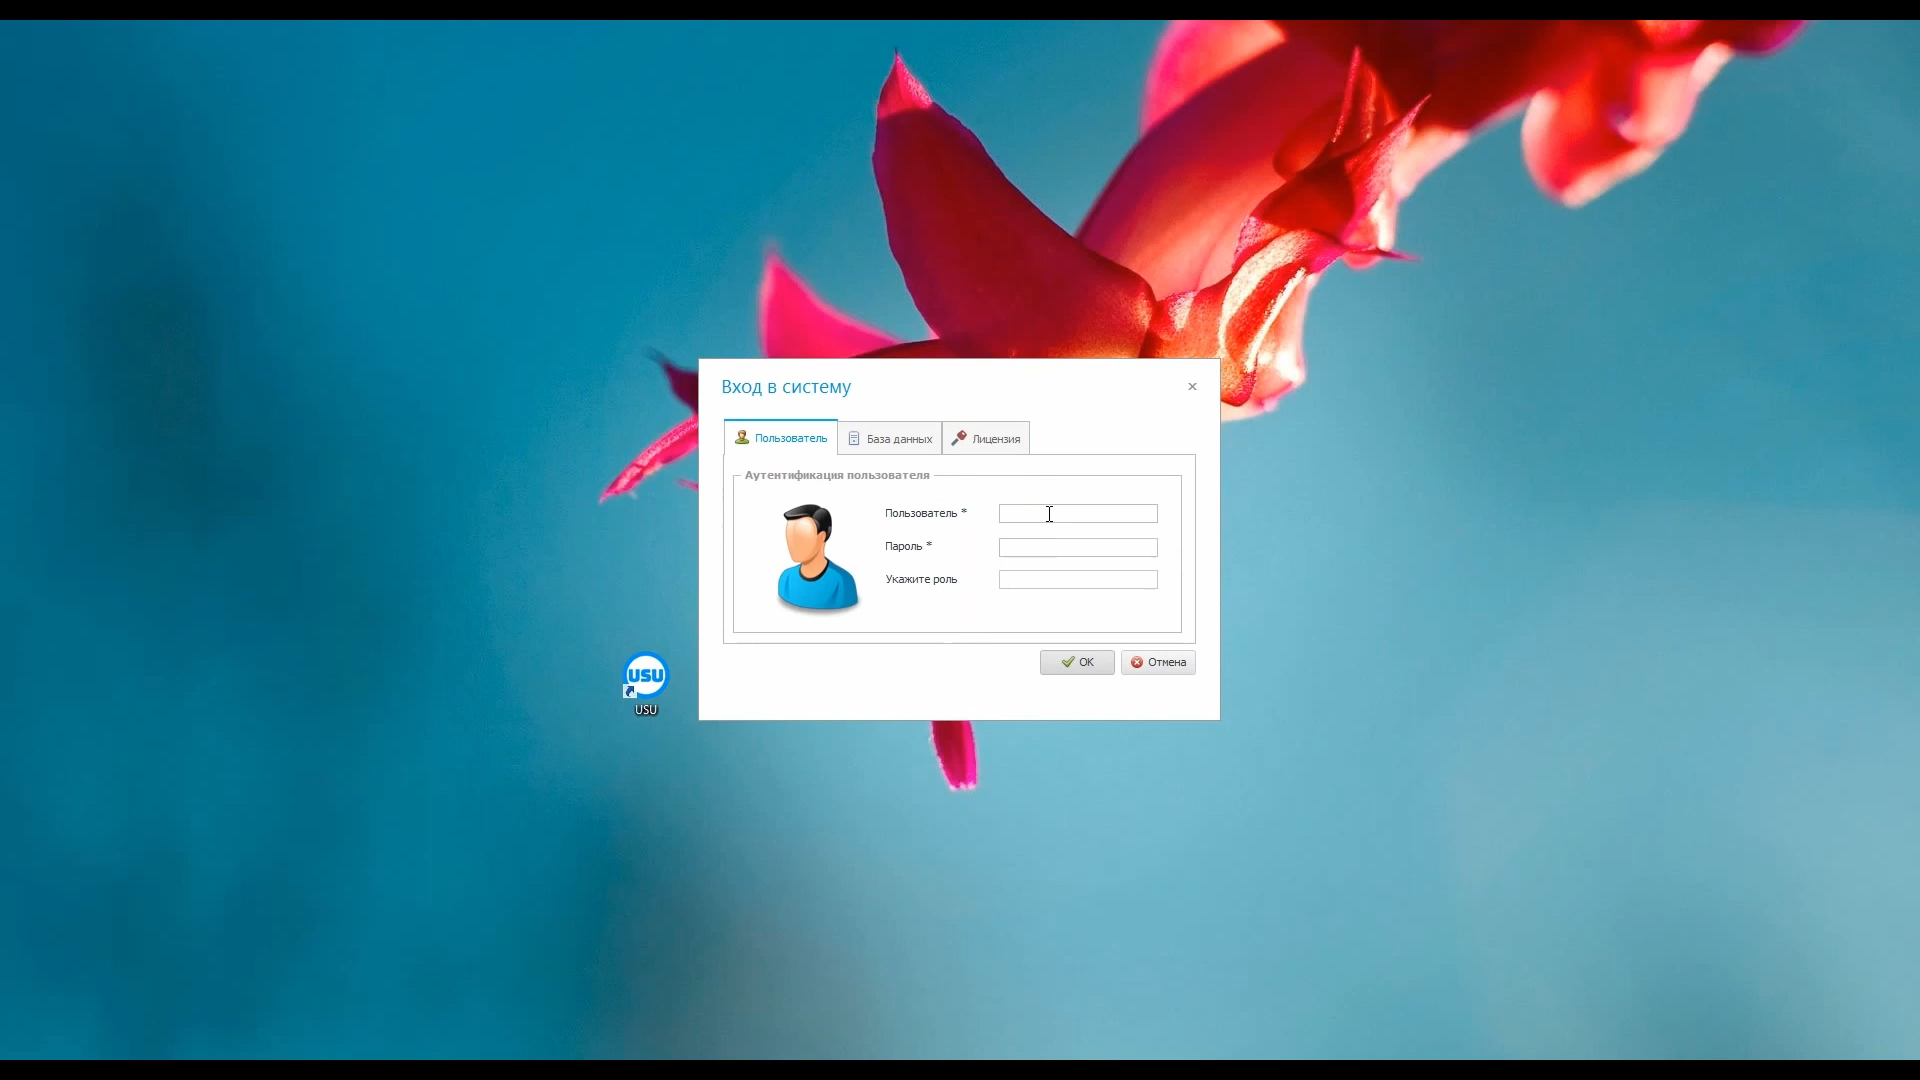 Вход в систему
Пользователь
База данных
Лицензия
Аутентификация пользователя
Пользователь *
Пароль *
Укажите роль
OK
Отмена
USU
USU